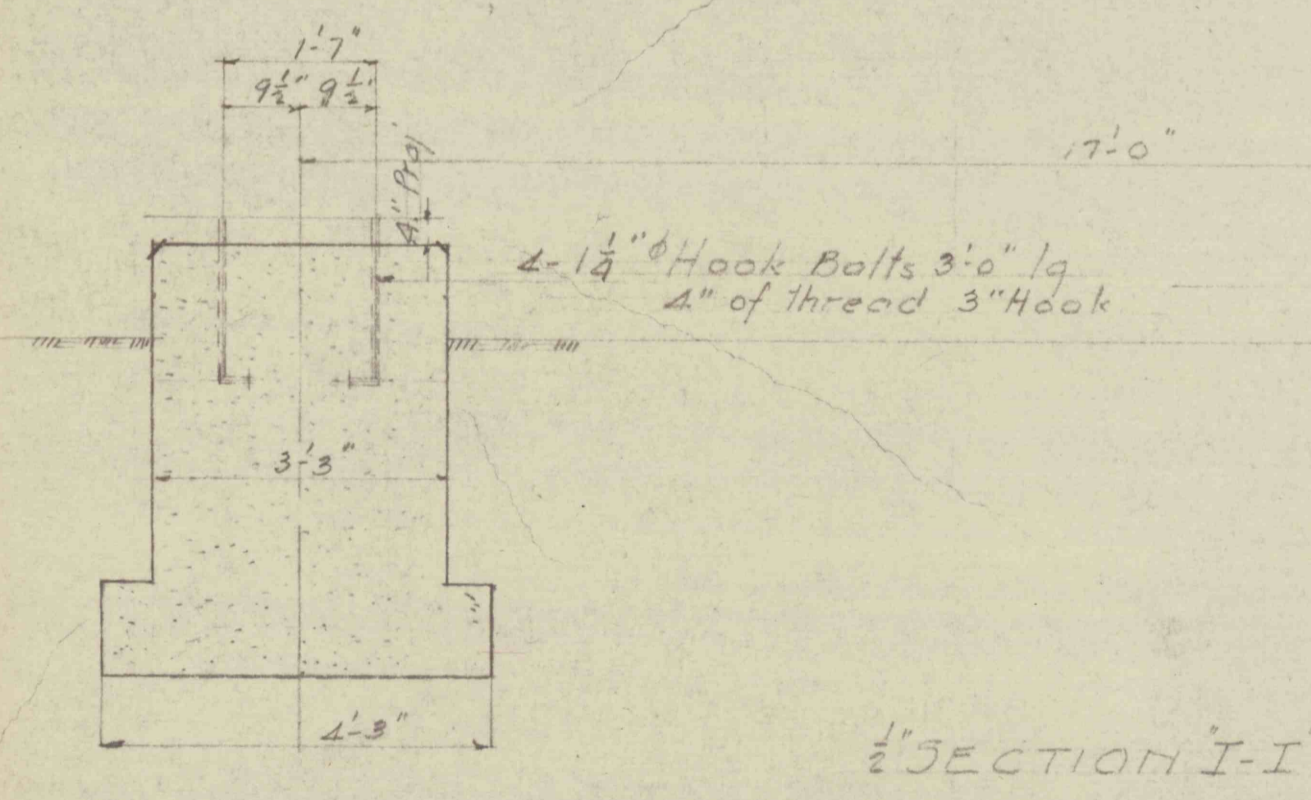 1'-7"
9½" 9½"
4" Proj
17'-0"
4-1¼"ϕ Hook Bolts 3'-0" lg
4" of thread 3" Hook
3'-3"
4'-3"
½" SECTION "I-I"